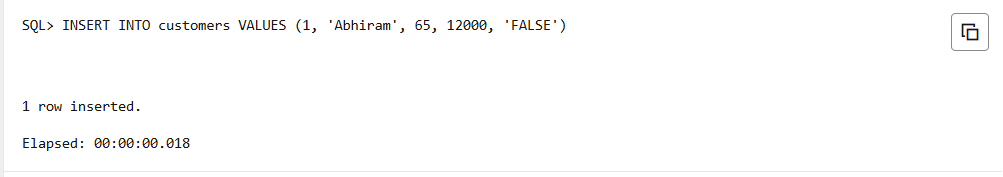 SQL> INSERT INTO customers VALUES (1, 'Abhiram', 65, 12000, 'FALSE')
1 row inserted.
Elapsed: 00:00:00.018